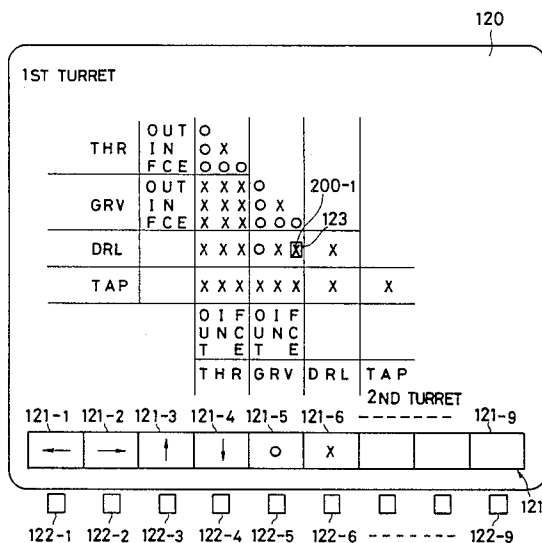 120
1ST TURRET
OUT O
THR IN O X
FCE O O O
OUT X X X O
GRV IN X X X O X
FCE X X X O O O
200-1
123
DRL X X X O X X X
TAP X X X X X X X X
O I F O I F
U N C U N C
T E T E
THR GRV DRL TAP
2ND TURRET
121-1 121-2 121-3 121-4 121-5 121-6 ------- 121-9
← → ↑ ↓ O X
121
122-1 122-2 122-3 122-4 122-5 122-6 ------- 122-9